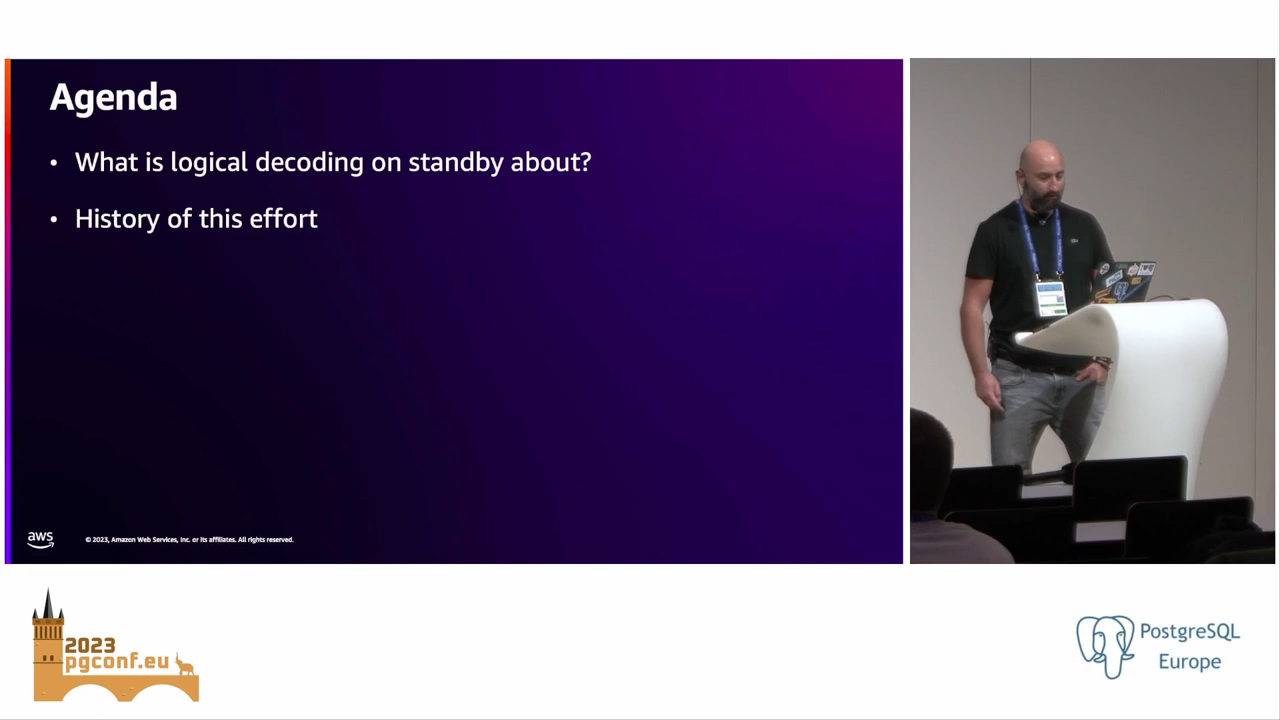 Agenda
• What is logical decoding on standby about?
• History of this effort
aws
© 2023, Amazon Web Services, Inc. or its affiliates. All rights reserved.
2023
pgconf.eu
PostgreSQL
Europe